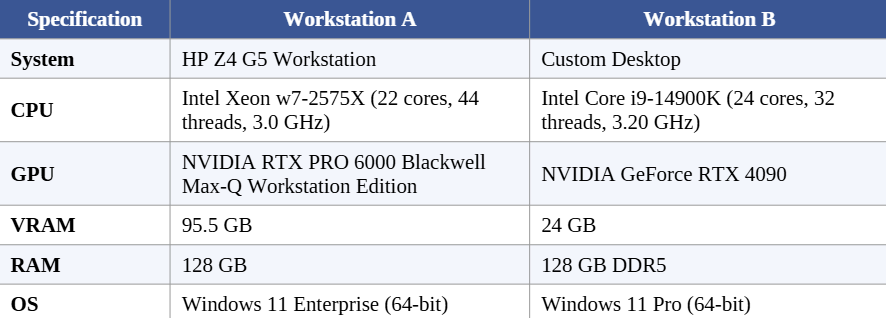 Specification Workstation A Workstation B
System HP Z4 G5 Workstation Custom Desktop
CPU Intel Xeon w7-2575X (22 cores, 44 threads, 3.0 GHz) Intel Core i9-14900K (24 cores, 32 threads, 3.20 GHz)
GPU NVIDIA RTX PRO 6000 Blackwell Max-Q Workstation Edition NVIDIA GeForce RTX 4090
VRAM 95.5 GB 24 GB
RAM 128 GB 128 GB DDR5
OS Windows 11 Enterprise (64-bit) Windows 11 Pro (64-bit)